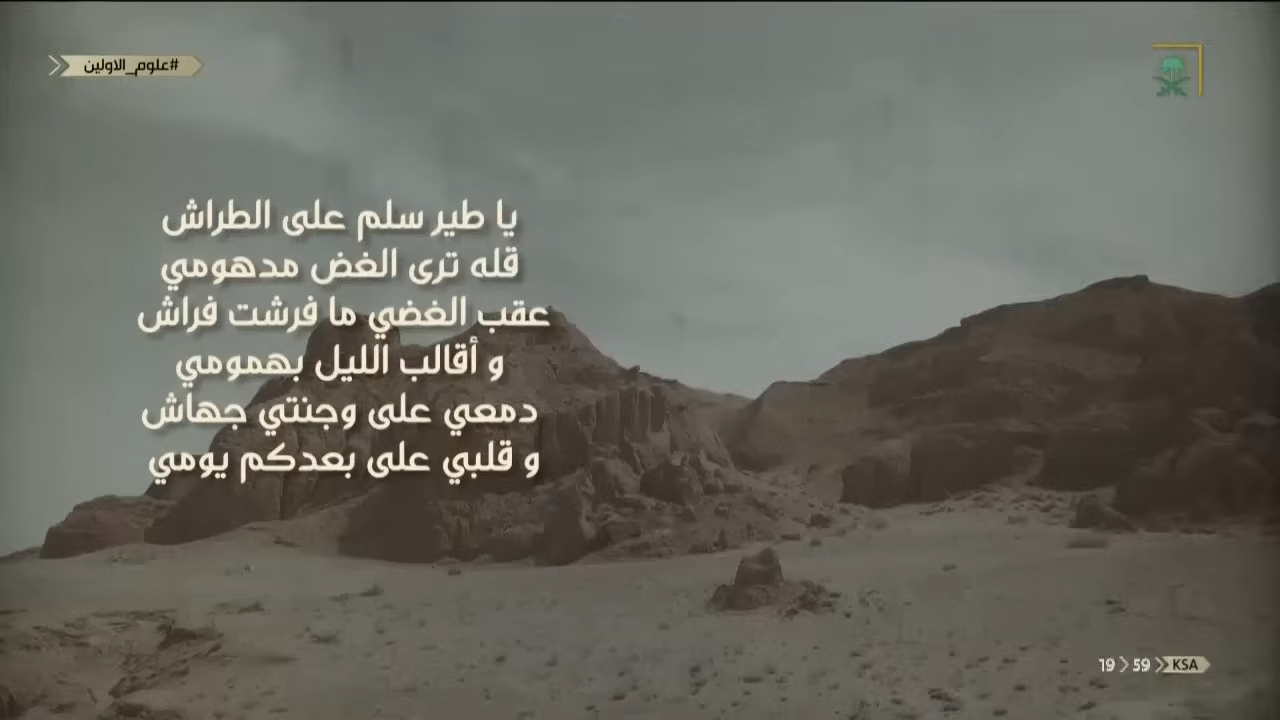 #علوم_الاولين
يا طير سلم على الطراش
قله ترى الغض مدهومي
عقب الغضي ما فرشت فراش
و أقالب الليل بهمومي
دمعي على وجنتي جهاش
و قلبي على بعدكم يومي
19 59 KSA